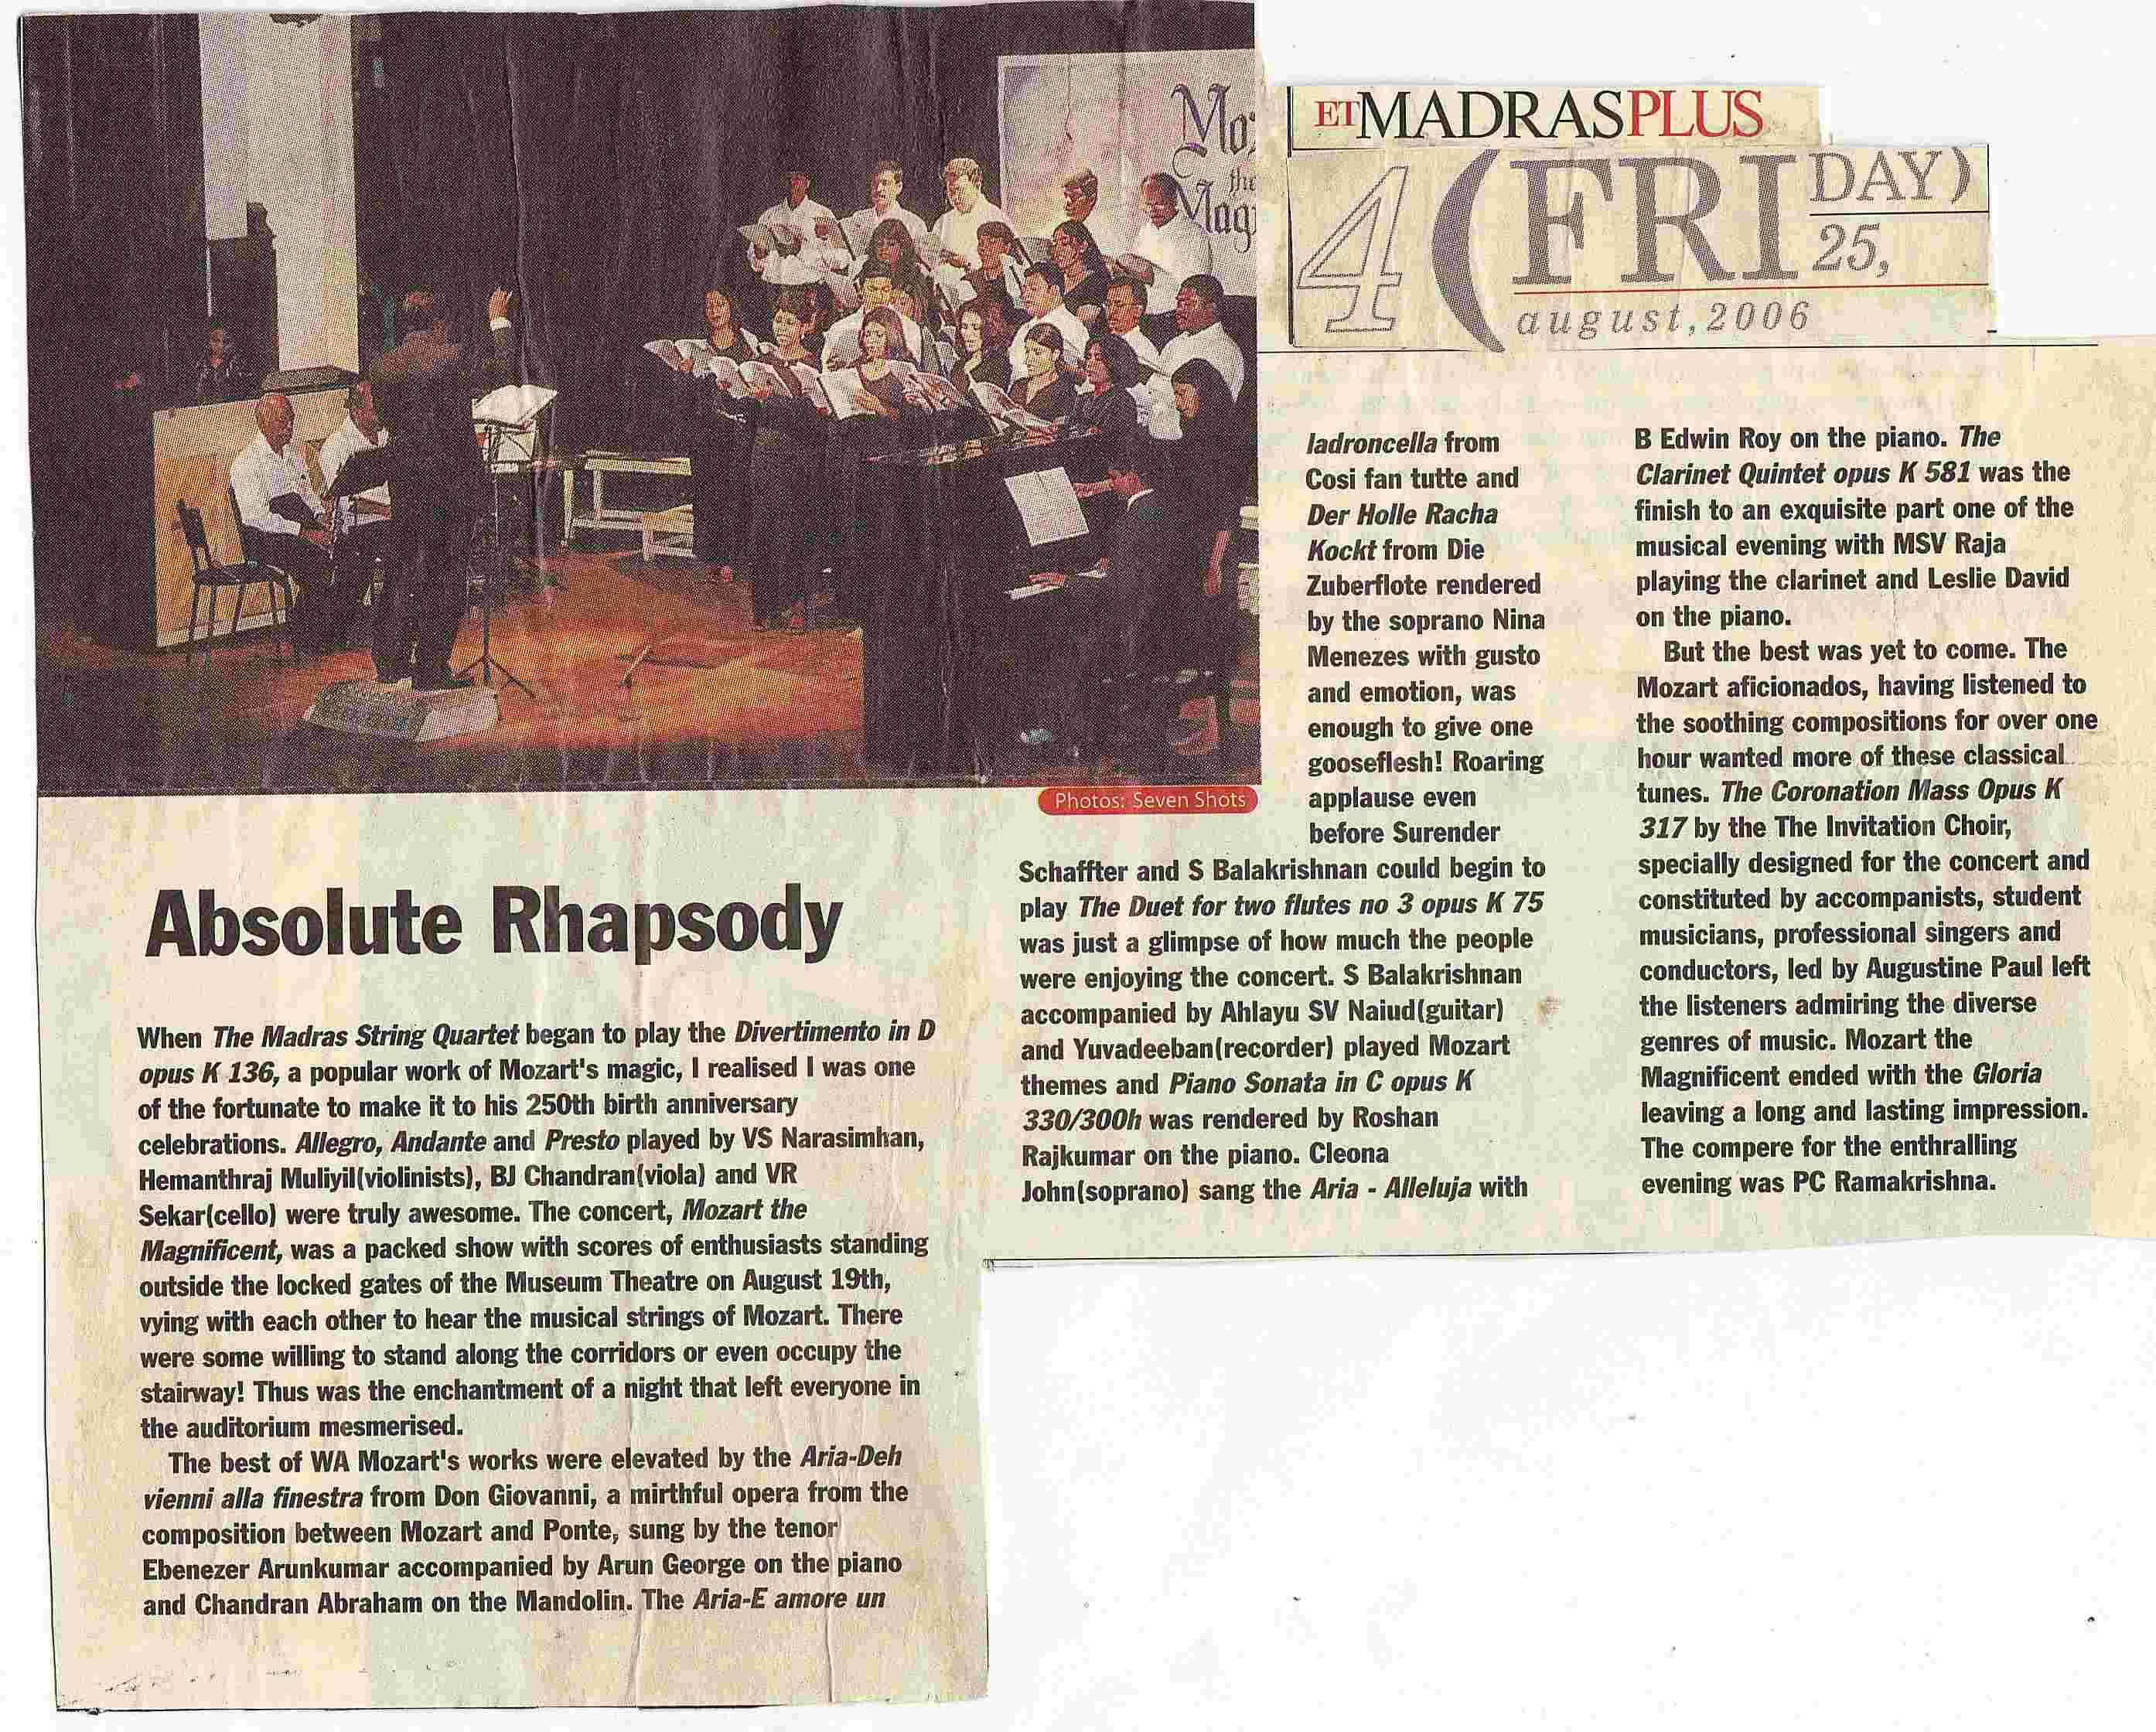 Mo
the
Mag
ETMADRASPLUS
4 (FRIDAY)
25,
august, 2006
Photos: Seven Shots
Absolute Rhapsody
When The Madras String Quartet began to play the Divertimento in D
opus K 136, a popular work of Mozart's magic, I realised I was one
of the fortunate to make it to his 250th birth anniversary
celebrations. Allegro, Andante and Presto played by VS Narasimhan,
Hemanthraj Muliyil(violinists), BJ Chandran(viola) and VR
Sekar(cello) were truly awesome. The concert, Mozart the
Magnificent, was a packed show with scores of enthusiasts standing
outside the locked gates of the Museum Theatre on August 19th,
vying with each other to hear the musical strings of Mozart. There
were some willing to stand along the corridors or even occupy the
stairway! Thus was the enchantment of a night that left everyone in
the auditorium mesmerised.
The best of WA Mozart's works were elevated by the Aria-Deh
vienni alla finestra from Don Giovanni, a mirthful opera from the
composition between Mozart and Ponte, sung by the tenor
Ebenezer Arunkumar accompanied by Arun George on the piano
and Chandran Abraham on the Mandolin. The Aria-E amore un
ladroncella from
Cosi fan tutte and
Der Holle Racha
Kockt from Die
Zuberflote rendered
by the soprano Nina
Menezes with gusto
and emotion, was
enough to give one
gooseflesh! Roaring
applause even
before Surender
Schaffter and S Balakrishnan could begin to
play The Duet for two flutes no 3 opus K 75
was just a glimpse of how much the people
were enjoying the concert. S Balakrishnan
accompanied by Ahlayu SV Naiud(guitar)
and Yuvadeeban(recorder) played Mozart
themes and Piano Sonata in C opus K
330/300h was rendered by Roshan
Rajkumar on the piano. Cleona
John(soprano) sang the Aria - Alleluja with
B Edwin Roy on the piano. The
Clarinet Quintet opus K 581 was the
finish to an exquisite part one of the
musical evening with MSV Raja
playing the clarinet and Leslie David
on the piano.
But the best was yet to come. The
Mozart aficionados, having listened to
the soothing compositions for over one
hour wanted more of these classical
tunes. The Coronation Mass Opus K
317 by the The Invitation Choir,
specially designed for the concert and
constituted by accompanists, student
musicians, professional singers and
conductors, led by Augustine Paul left
the listeners admiring the diverse
genres of music. Mozart the
Magnificent ended with the Gloria
leaving a long and lasting impression.
The compere for the enthralling
evening was PC Ramakrishna.